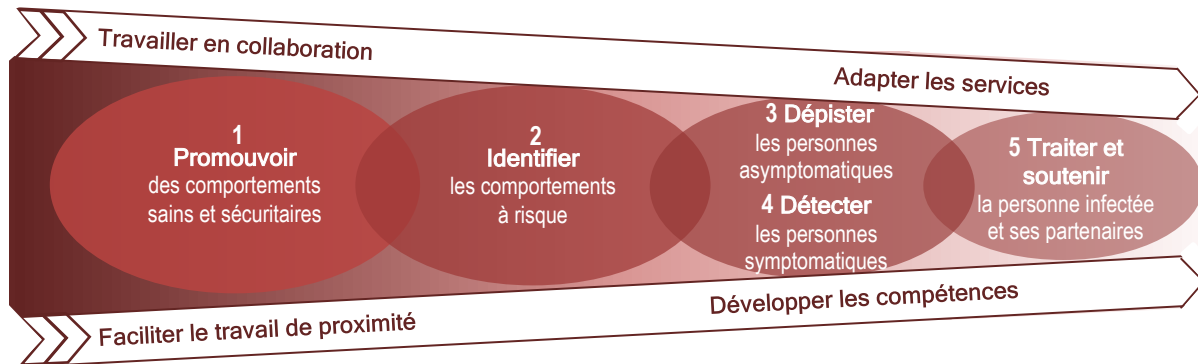 Travailler en collaboration
Adapter les services
1
Promouvoir
des comportements
sains et sécuritaires
2
Identifier
les comportements
à risque
3 Dépister
les personnes
asymptomatiques
4 Détecter
les personnes
symptomatiques
5 Traiter et
soutenir
la personne infectée
et ses partenaires
Faciliter le travail de proximité
Développer les compétences